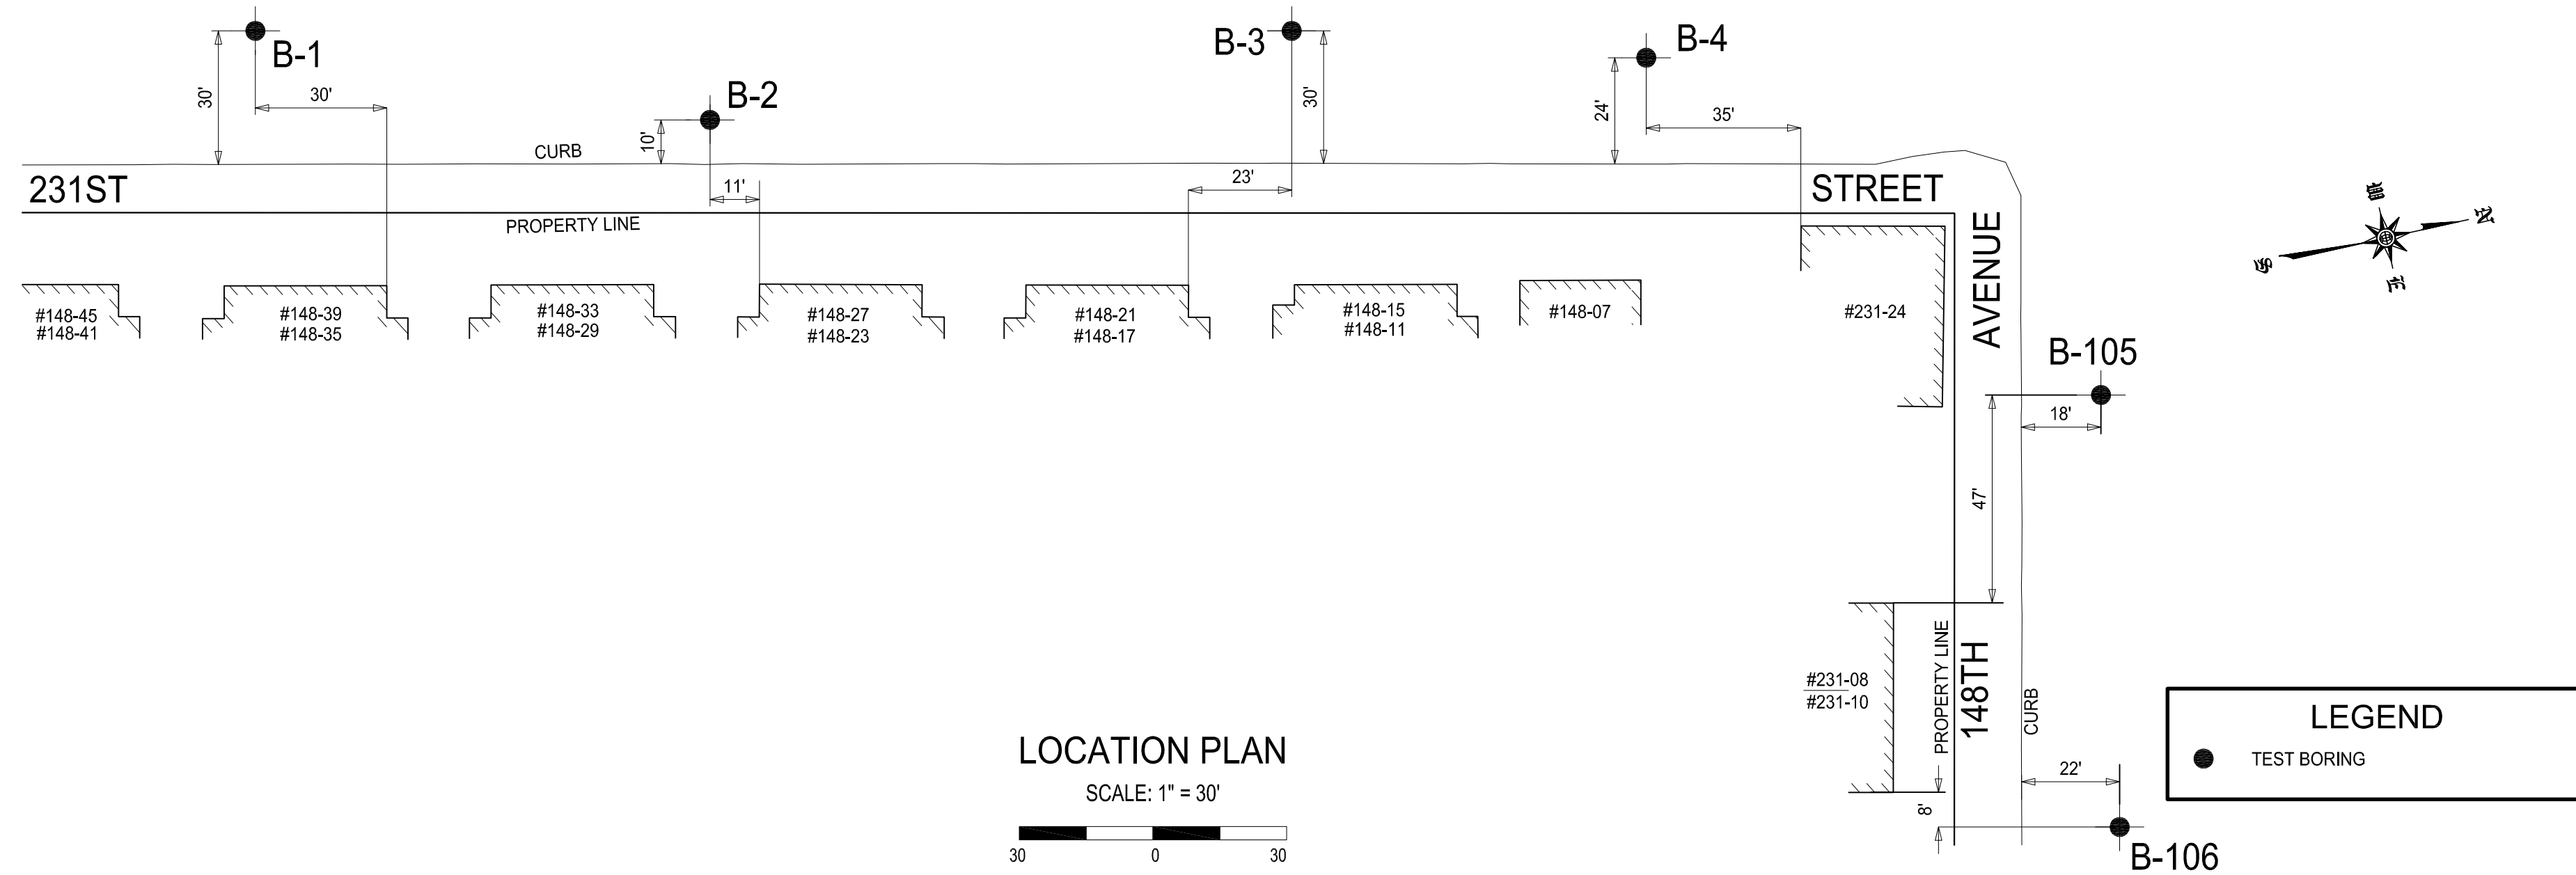 B-1
B-2
B-3
B-4
30'
30'
10'
11'
23'
30'
24'
35'
CURB
231ST
STREET
PROPERTY LINE
#148-45
#148-41
#148-39
#148-35
#148-33
#148-29
#148-27
#148-23
#148-21
#148-17
#148-15
#148-11
#148-07
#231-24
AVENUE
N
S
E
B-105
18'
47'
#231-08
#231-10
PROPERTY LINE
148TH
CURB
8'
22'
B-106
LOCATION PLAN
SCALE: 1" = 30'
30 0 30
LEGEND
TEST BORING